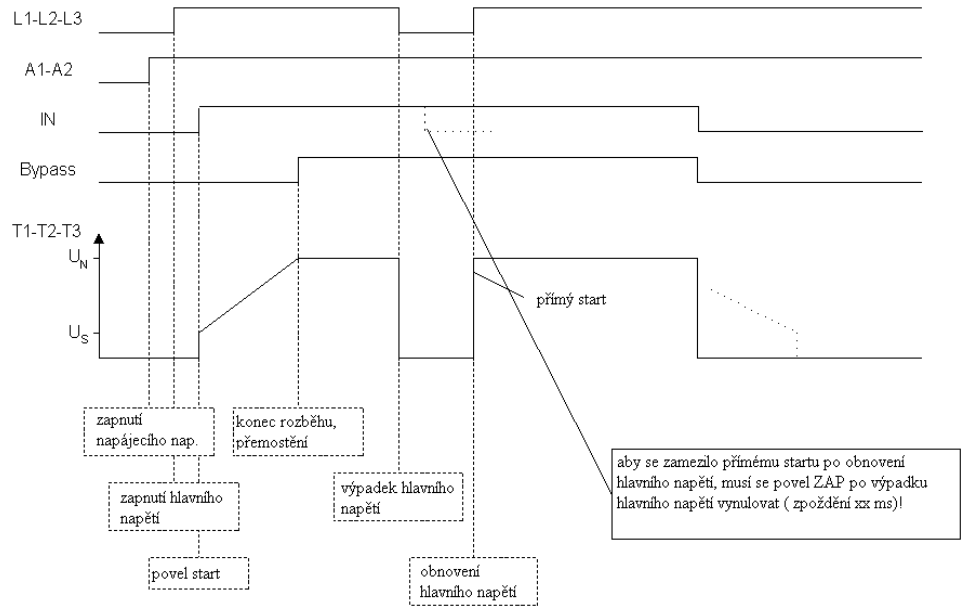 L1-L2-L3
A1-A2
IN
Bypass
T1-T2-T3
UN
US
přímý start
zapnutí
napájecího nap.
konec rozběhu,
přemostění
zapnutí hlavního
napětí
výpadek hlavního
napětí
povel start
obnovení
hlavního napětí
aby se zamezilo přímému startu po obnovení
hlavního napětí, musí se povel ZAP po výpadku
hlavního napětí vynulovat ( zpoždění xx ms)!